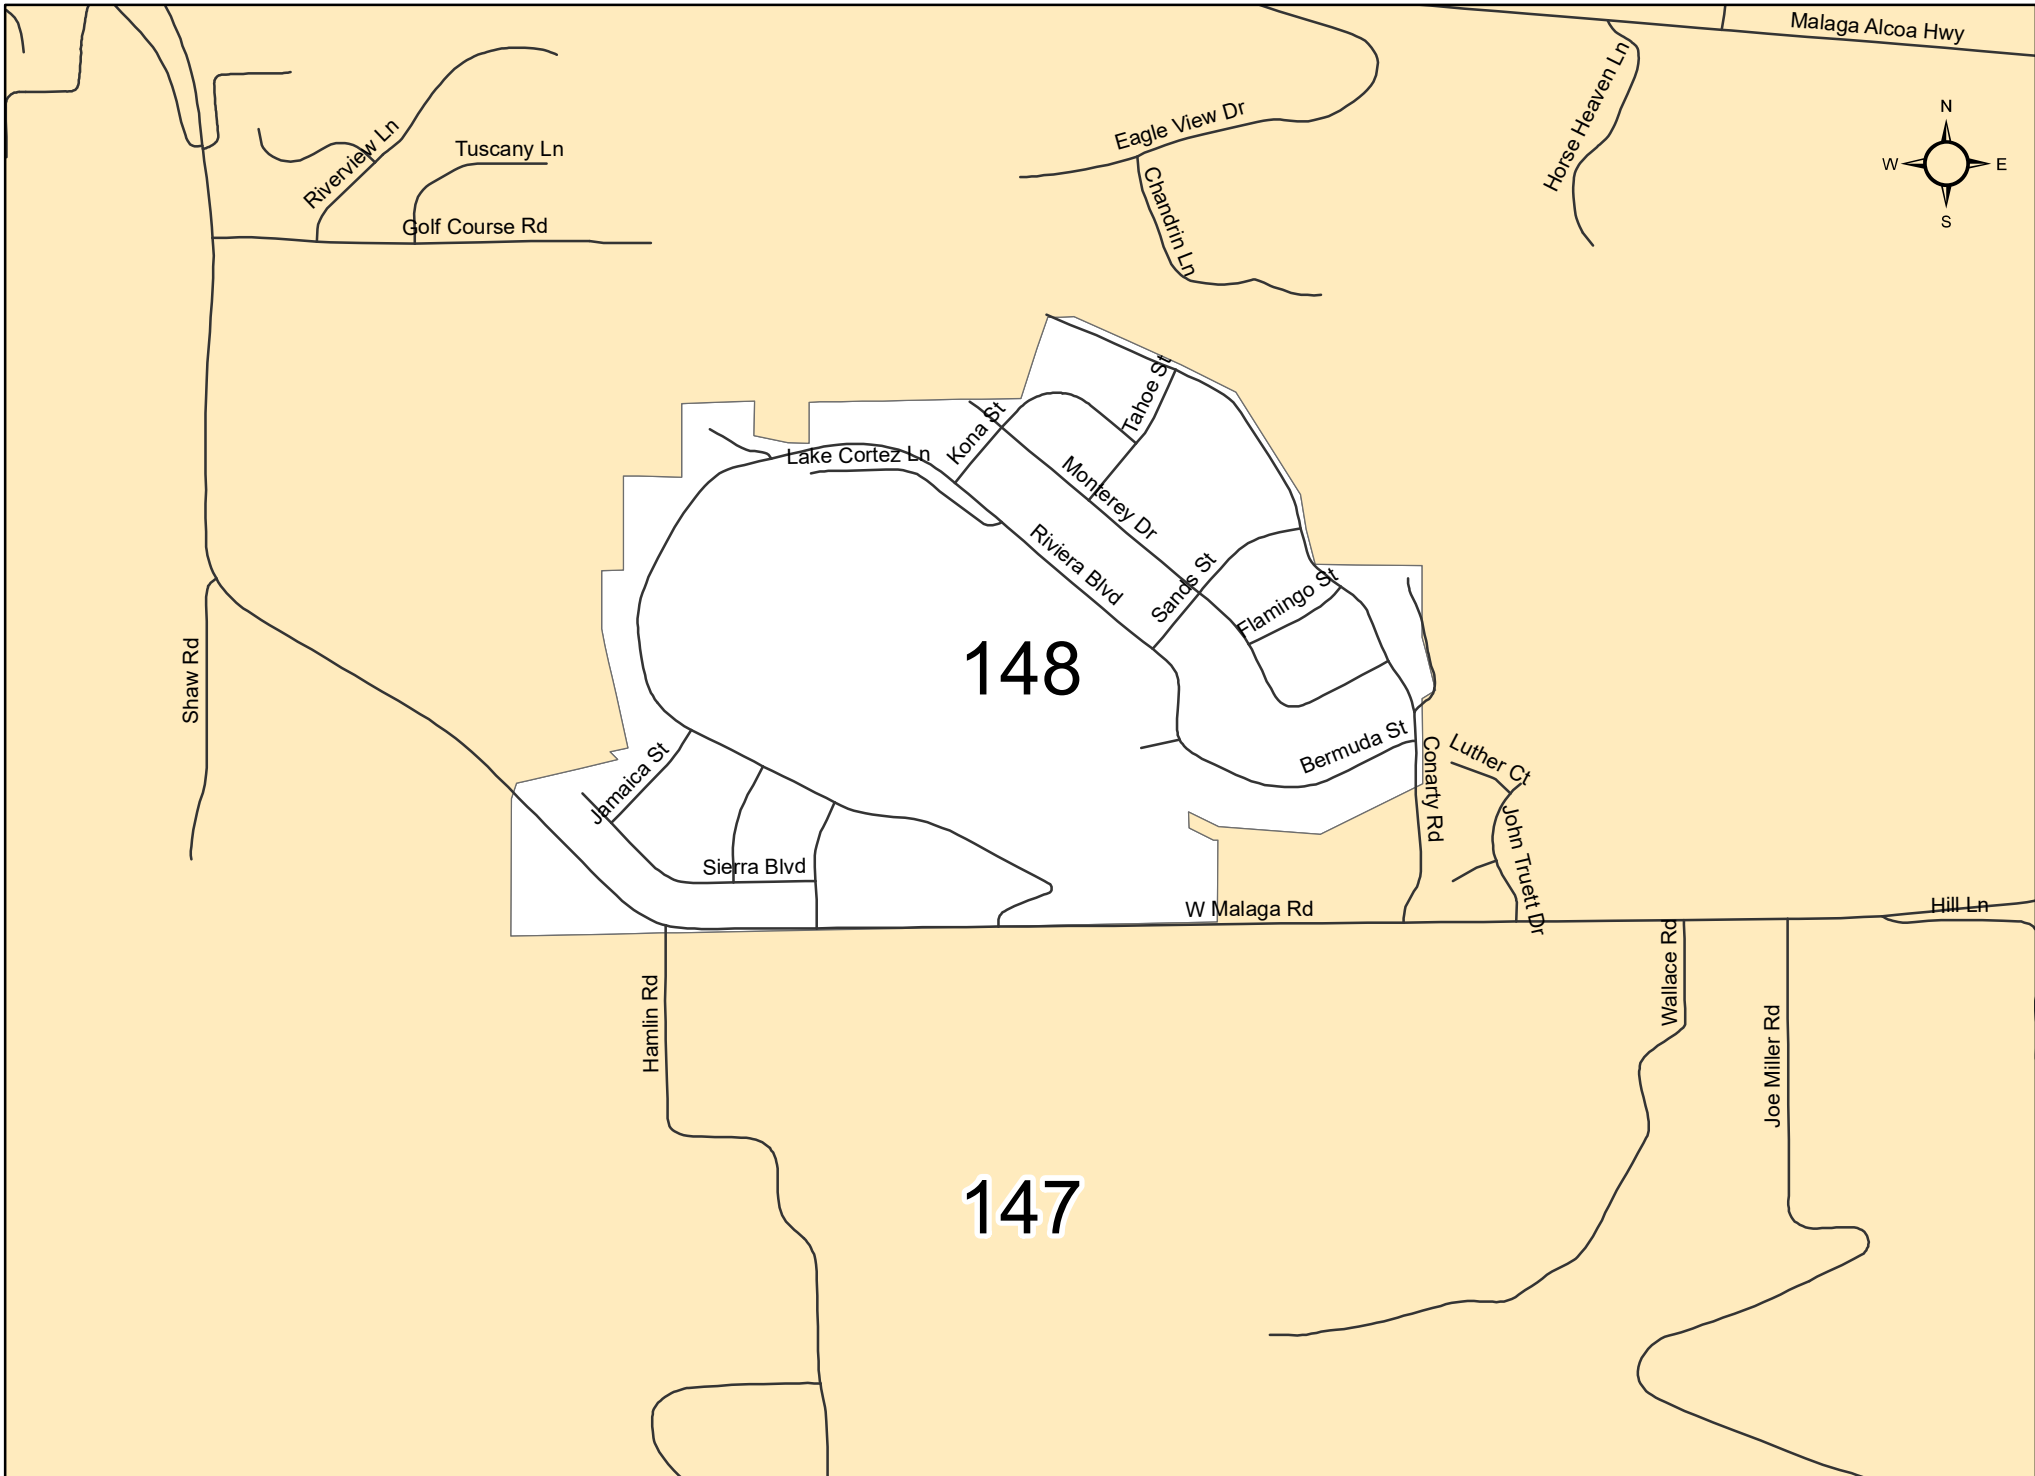 Malaga Alcoa Hwy
Horse Heaven Ln
Eagle View Dr
Chandrin Ln
N
W
E
S
Riverview Ln
Tuscany Ln
Golf Course Rd
Tahoe St
Kona St
Lake Cortez Ln
Monterey Dr
Riviera Blvd
Sands St
Flamingo St
148
Shaw Rd
Bermuda St
Conarty Rd
Luther Ct
John Truett Dr
Jamaica St
Sierra Blvd
W Malaga Rd
Hill Ln
Hamlin Rd
Wallace Rd
Joe Miller Rd
147